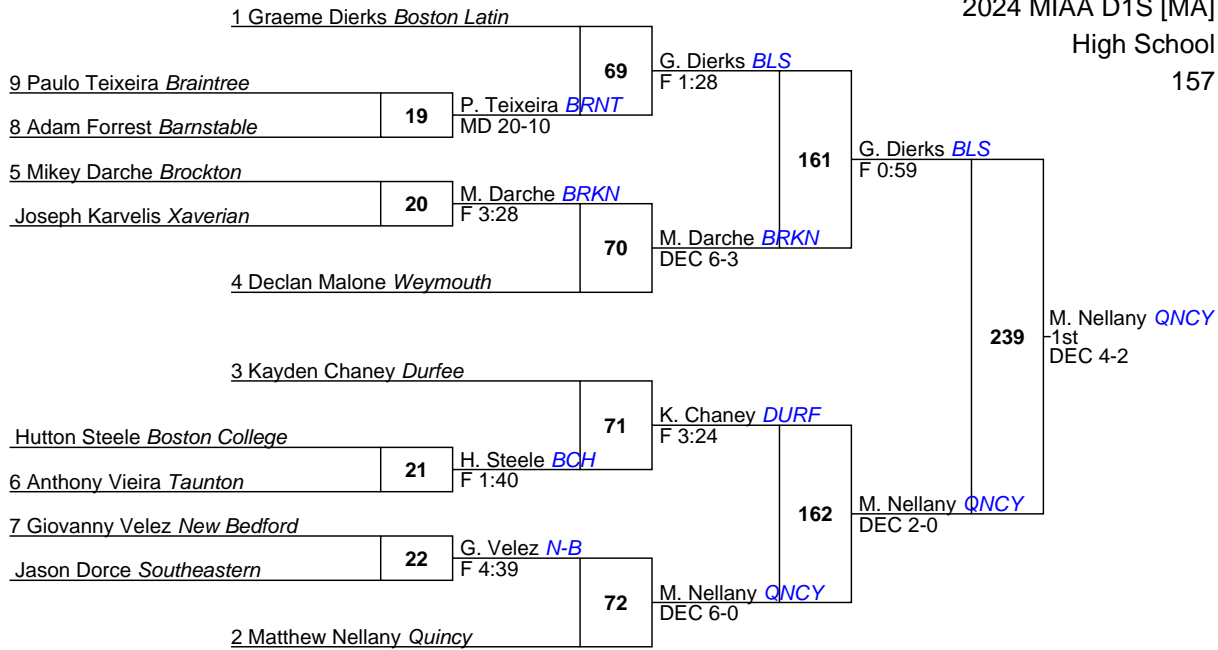 2024 MIAA D1S [MA]
High School
157
1 Graeme Dierks Boston Latin
69
G. Dierks BLS
F 1:28
9 Paulo Teixeira Braintree
19
P. Teixeira BRNT
MD 20-10
8 Adam Forrest Barnstable
161
G. Dierks BLS
F 0:59
5 Mikey Darche Brockton
20
M. Darche BRKN
F 3:28
Joseph Karvelis Xaverian
70
M. Darche BRKN
DEC 6-3
4 Declan Malone Weymouth
239
M. Nellany QNCY
1st
DEC 4-2
3 Kayden Chaney Durfee
71
K. Chaney DURF
F 3:24
Hutton Steele Boston College
21
H. Steele BCH
F 1:40
6 Anthony Vieira Taunton
162
M. Nellany QNCY
DEC 2-0
7 Giovanny Velez New Bedford
22
G. Velez N-B
F 4:39
Jason Dorce Southeastern
72
M. Nellany QNCY
DEC 6-0
2 Matthew Nellany Quincy